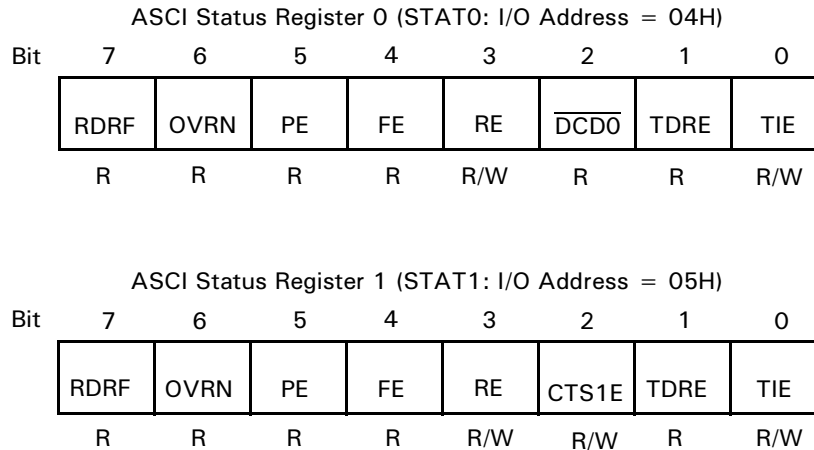 ASCI Status Register 0 (STAT0: I/O Address = 04H)
Bit 7 6 5 4 3 2 1 0
RDRF OVRN PE FE RE D̅C̅D̅0̅ TDRE TIE
R R R R R/W R R R/W
ASCI Status Register 1 (STAT1: I/O Address = 05H)
Bit 7 6 5 4 3 2 1 0
RDRF OVRN PE FE RE CTS1E TDRE TIE
R R R R R/W R/W R R/W